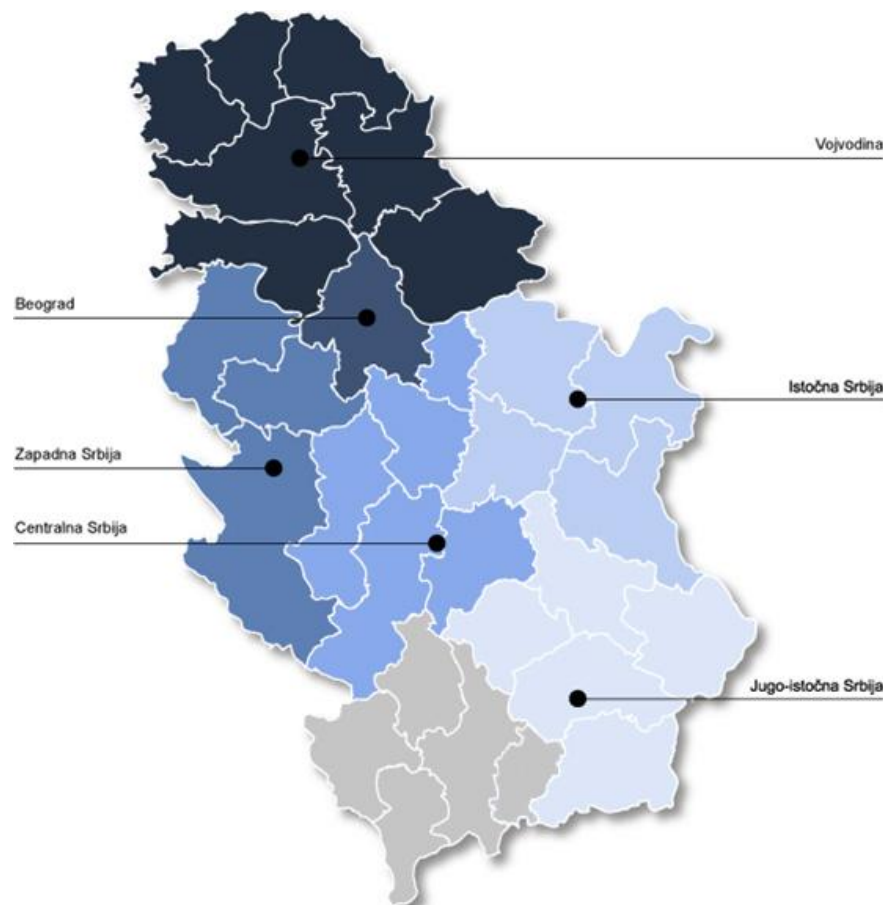 Vojvodina
Beograd
Istočna Srbija
Zapadna Srbija
Centralna Srbija
Jugo-istočna Srbija